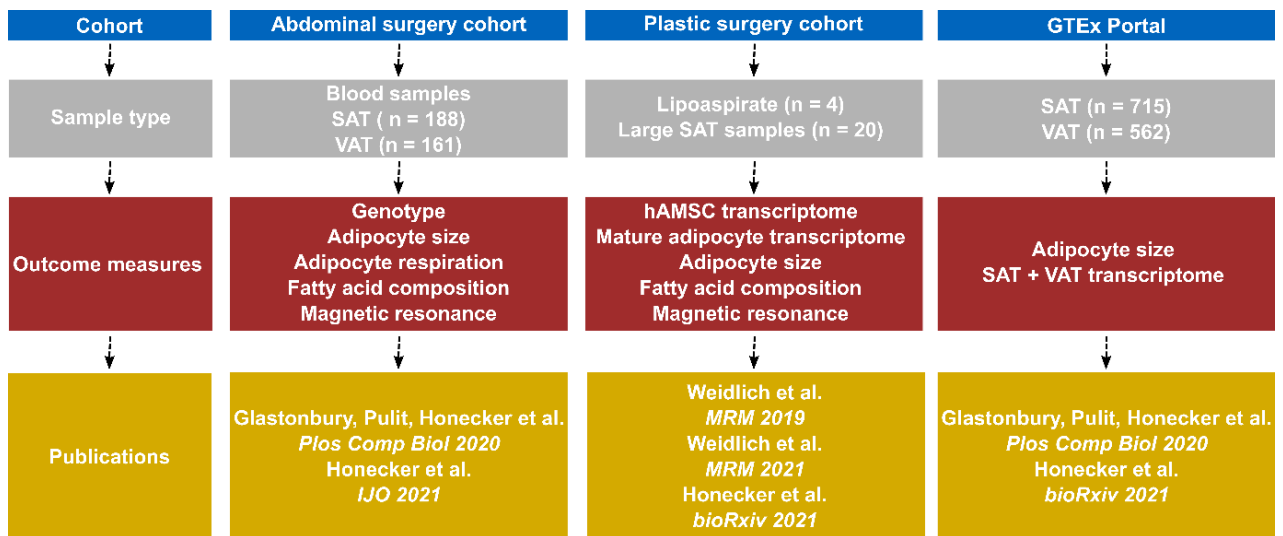 Cohort
Abdominal surgery cohort
Plastic surgery cohort
GTEx Portal
Sample type
Blood samples
SAT ( n = 188)
VAT (n = 161)
Lipoaspirate (n = 4)
Large SAT samples (n = 20)
SAT (n = 715)
VAT (n = 562)
Outcome measures
Genotype
Adipocyte size
Adipocyte respiration
Fatty acid composition
Magnetic resonance
hAMSC transcriptome
Mature adipocyte transcriptome
Adipocyte size
Fatty acid composition
Magnetic resonance
Adipocyte size
SAT + VAT transcriptome
Publications
Glastonbury, Pulit, Honecker et al.
Plos Comp Biol 2020
Honecker et al.
IJO 2021
Weidlich et al.
MRM 2019
Weidlich et al.
MRM 2021
Honecker et al.
bioRxiv 2021
Glastonbury, Pulit, Honecker et al.
Plos Comp Biol 2020
Honecker et al.
bioRxiv 2021